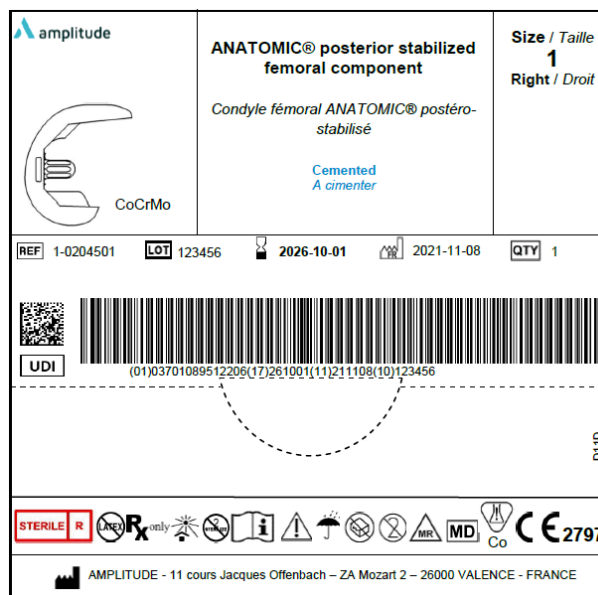 amplitude
CoCrMo
ANATOMIC® posterior stabilized
femoral component
Condyle fémoral ANATOMIC® postéro-
stabilisé
Cemented
A cimenter
Size / Taille
1
Right / Droit
REF 1-0204501 LOT 123456 2026-10-01 FR 2021-11-08 QTY 1
UDI
(01)03701089512206(17)261001(11)211108(10)123456
STERILE R LATEX Rx only i 2 MR MD Co CE 2797
AMPLITUDE - 11 cours Jacques Offenbach – ZA Mozart 2 – 26000 VALENCE - FRANCE